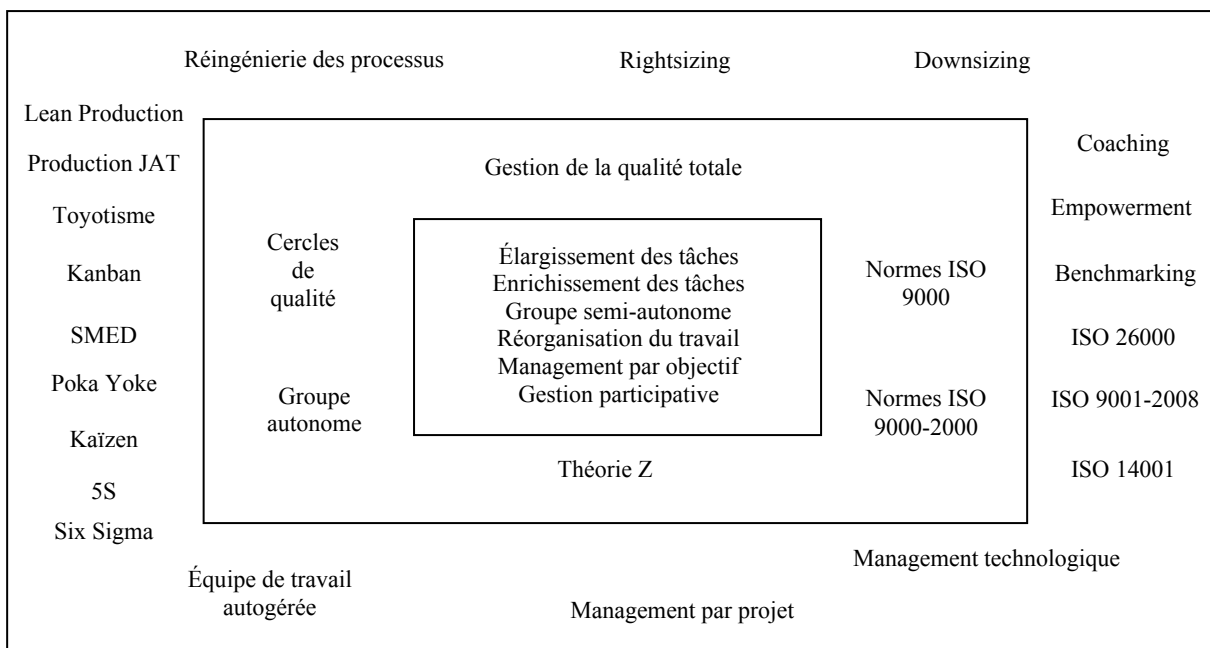 Réingénierie des processus
Rightsizing
Downsizing
Lean Production
Production JAT
Toyotisme
Kanban
SMED
Poka Yoke
Kaïzen
5S
Six Sigma
Gestion de la qualité totale
Cercles
de
qualité
Groupe
autonome
Élargissement des tâches
Enrichissement des tâches
Groupe semi-autonome
Réorganisation du travail
Management par objectif
Gestion participative
Normes ISO
9000
Normes ISO
9000-2000
Théorie Z
Coaching
Empowerment
Benchmarking
ISO 26000
ISO 9001-2008
ISO 14001
Équipe de travail
autogérée
Management par projet
Management technologique